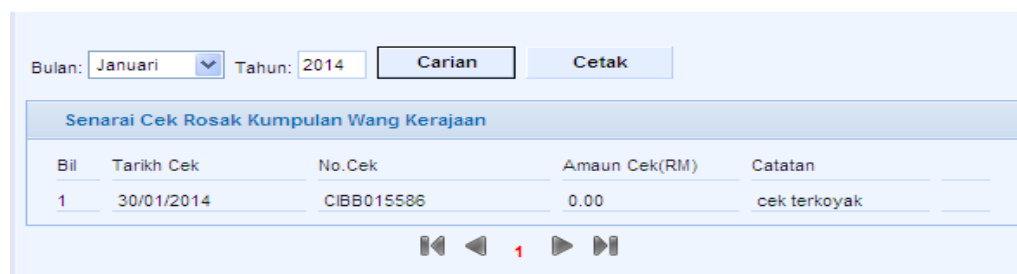 Bulan: Januari Tahun: 2014 Carian Cetak
Senarai Cek Rosak Kumpulan Wang Kerajaan
Bil Tarikh Cek No.Cek Amaun Cek(RM) Catatan
1 30/01/2014 CIBB015586 0.00 cek terkoyak
1